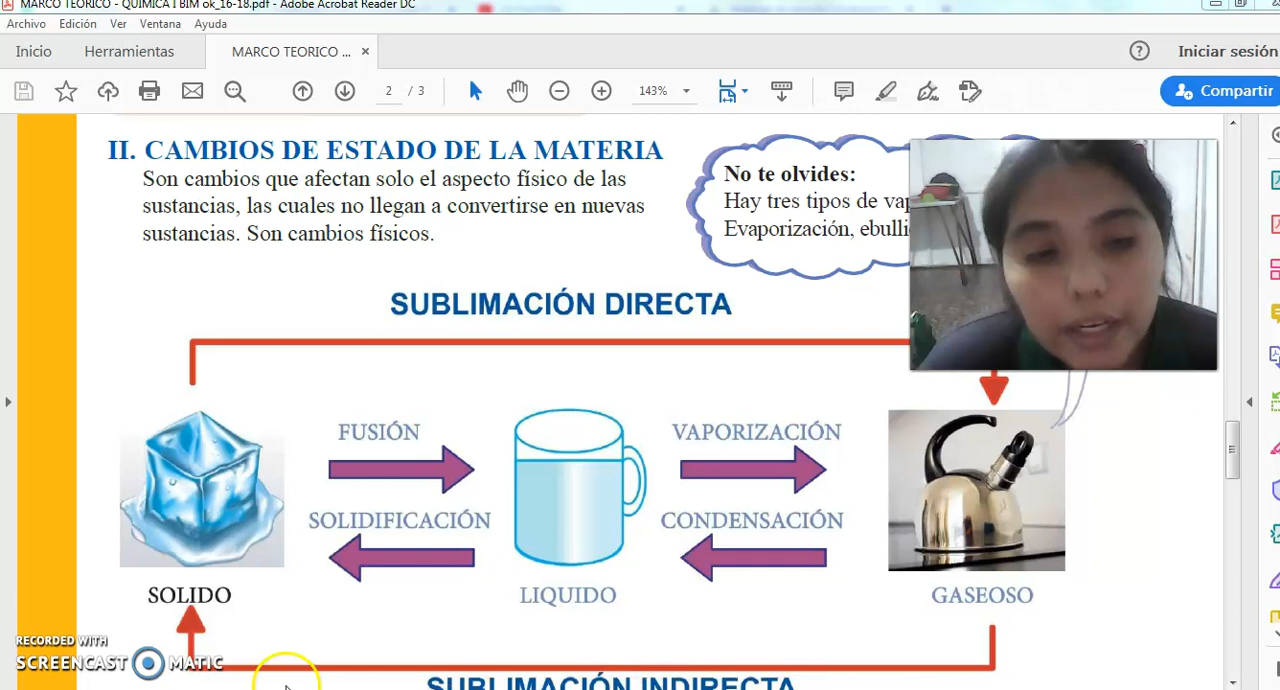 MARCO TEORICO - QUIMICA I BIM ok_16-18.pdf - Adobe Acrobat Reader DC
Archivo Edición Ver Ventana Ayuda
Inicio Herramientas MARCO TEORICO ... × ? Iniciar sesión
2 / 3 143% Compartir
II. CAMBIOS DE ESTADO DE LA MATERIA
Son cambios que afectan solo el aspecto físico de las
sustancias, las cuales no llegan a convertirse en nuevas
sustancias. Son cambios físicos.
No te olvides:
Hay tres tipos de vap
Evaporización, ebulli
SUBLIMACIÓN DIRECTA
FUSIÓN
VAPORIZACIÓN
SOLIDIFICACIÓN
CONDENSACIÓN
SOLIDO
LIQUIDO
GASEOSO
RECORDED WITH
SCREENCAST MATIC
SUBLIMACIÓN INDIRECTA